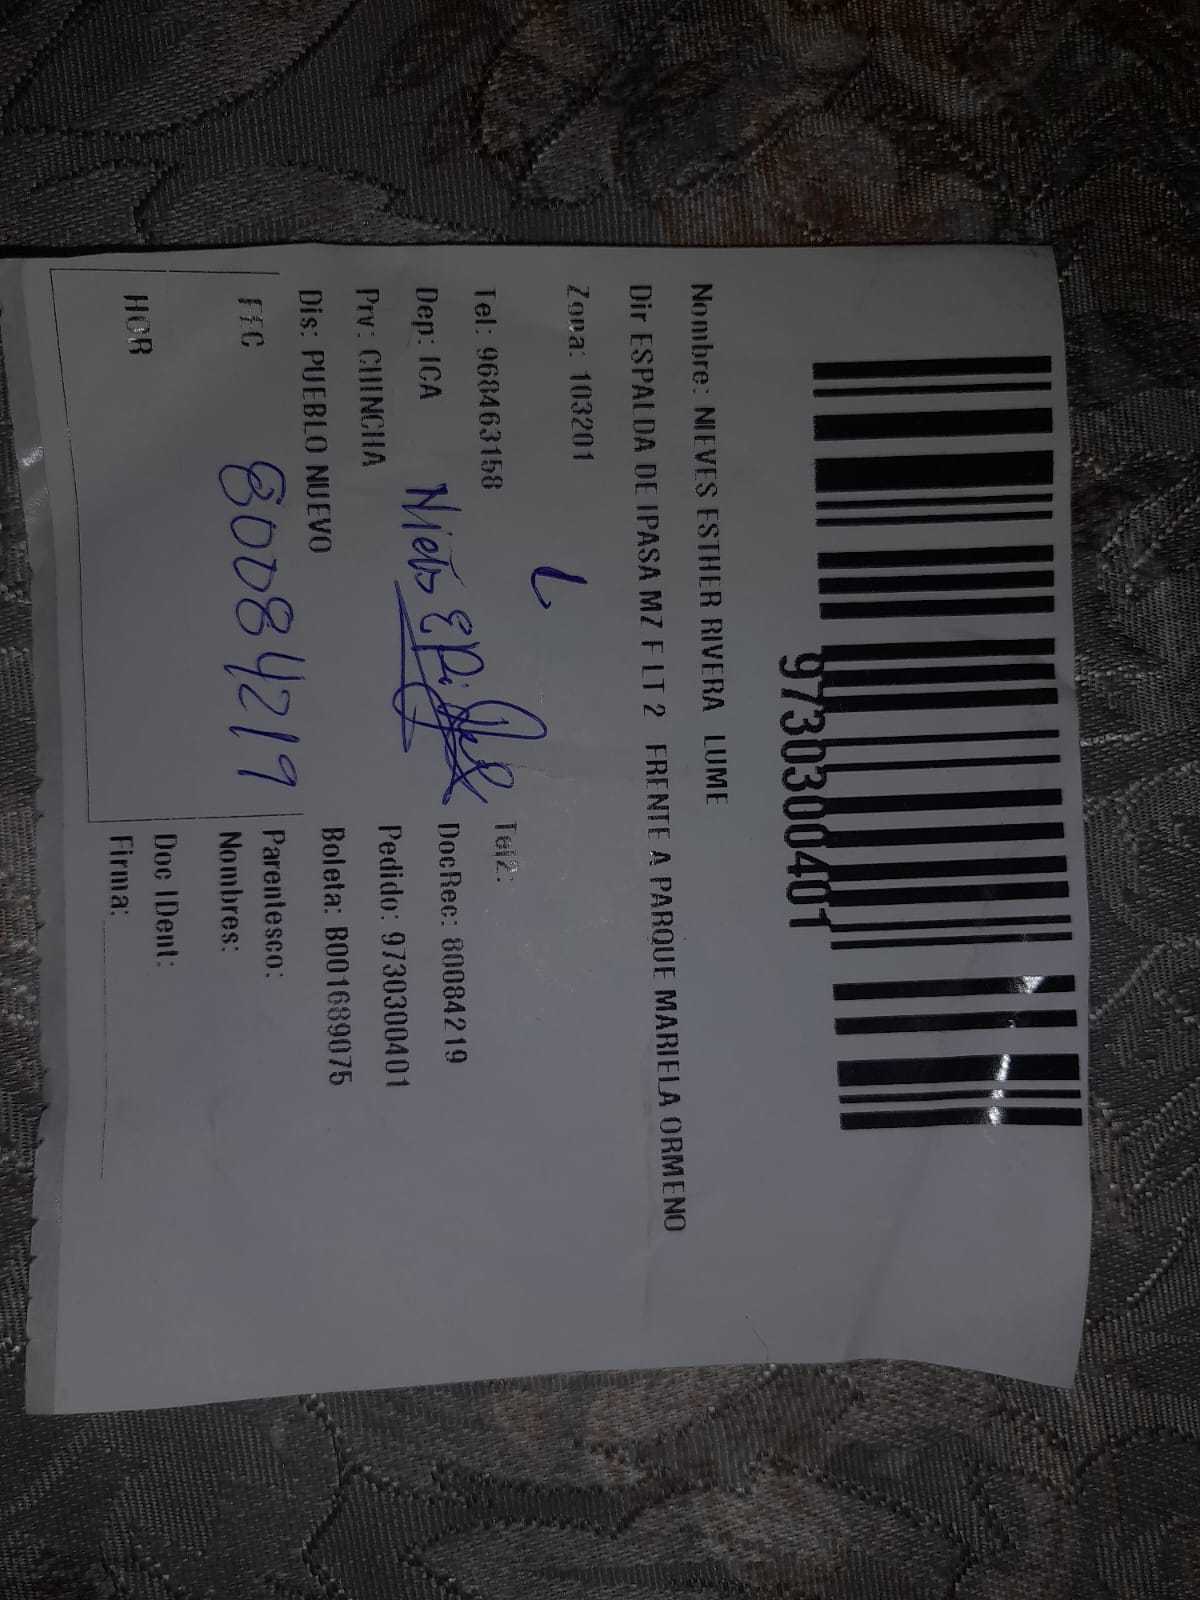 9730300401
Nombre: NIEVES ESTHER RIVERA LUME
Dir ESPALDA DE IPASA MZ F LT 2 FRENTE A PARQUE MARIELA ORMENO
Zona: 103201
Tel: 968463158 Tel2:
Dep: ICA DocRec: 80084219
Prv: CHINCHA Pedido: 9730300401
Dis: PUEBLO NUEVO Boleta: B001689075
FEC 80084219 Parentesco:
Nombres:
HOR Doc IDent:
Firma: